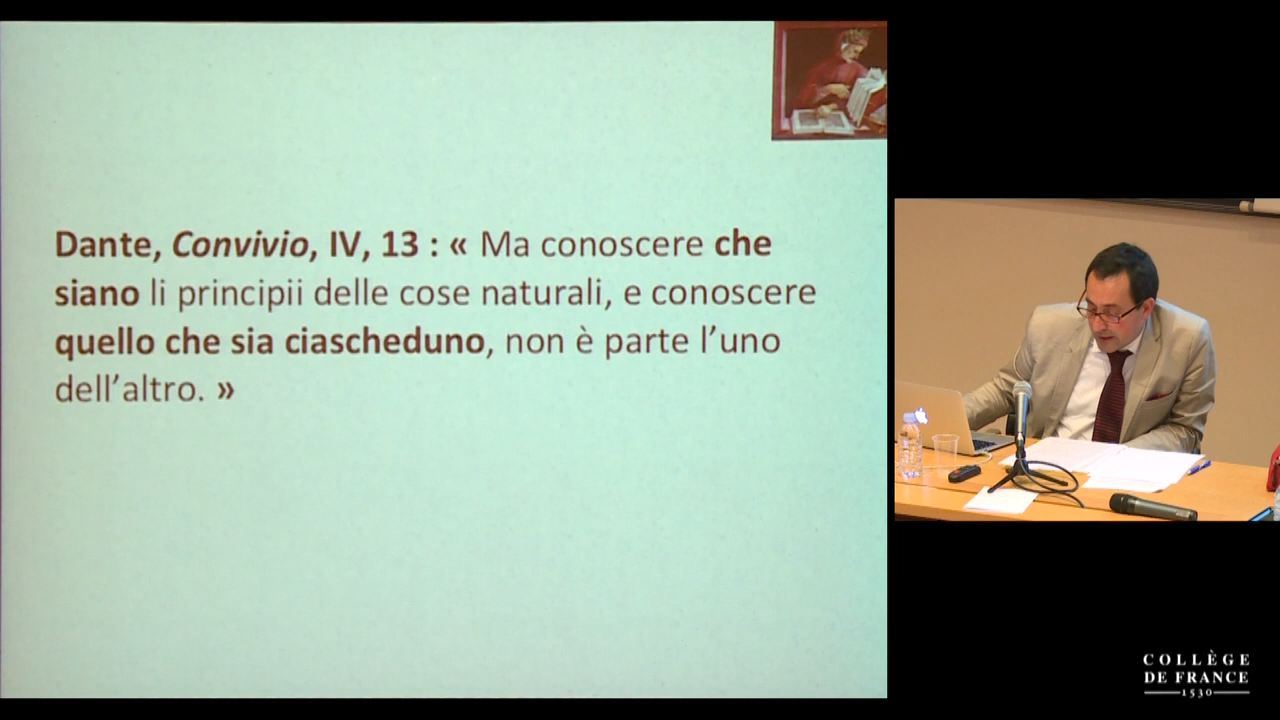 Dante, Convivio, IV, 13 : « Ma conoscere che
siano li principii delle cose naturali, e conoscere
quello che sia ciascheduno, non è parte l’uno
dell’altro. »
COLLÈGE
DE FRANCE
1530